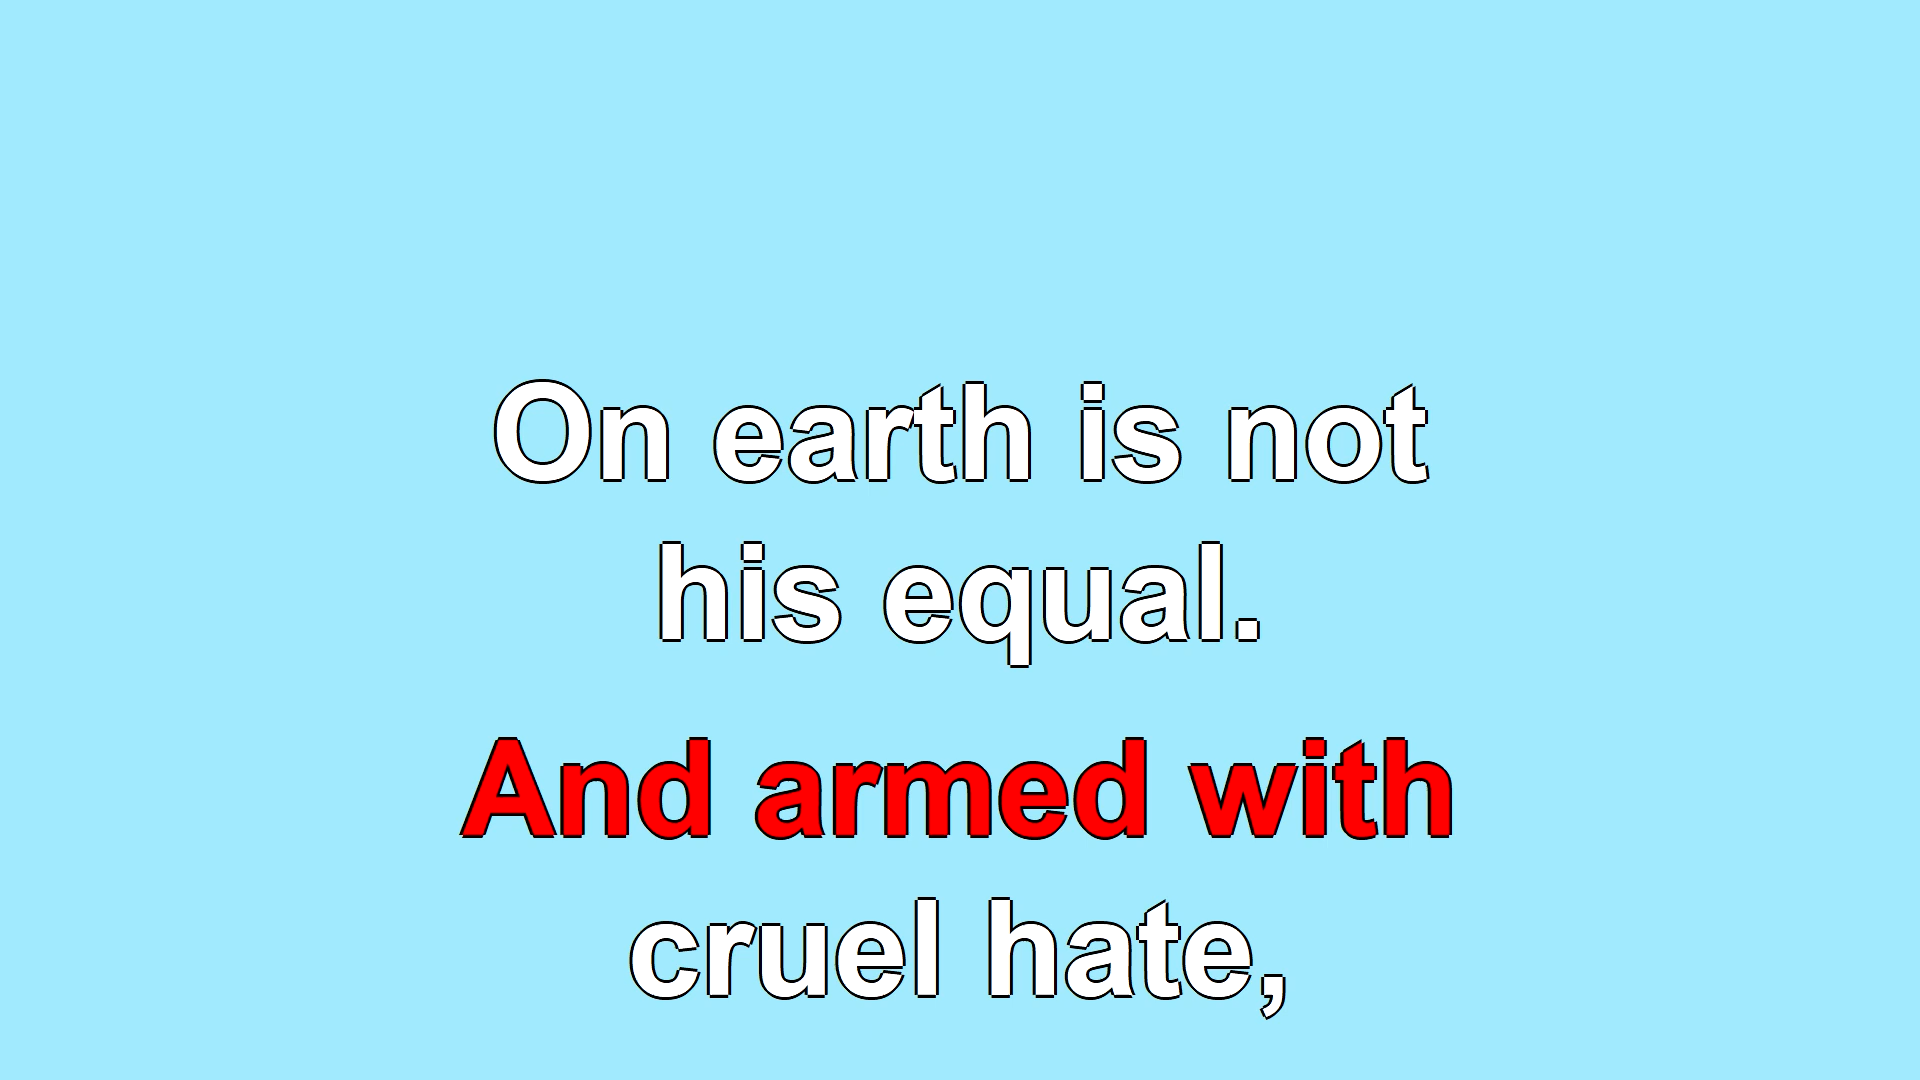 On earth is not
his equal.
And armed with
cruel hate,